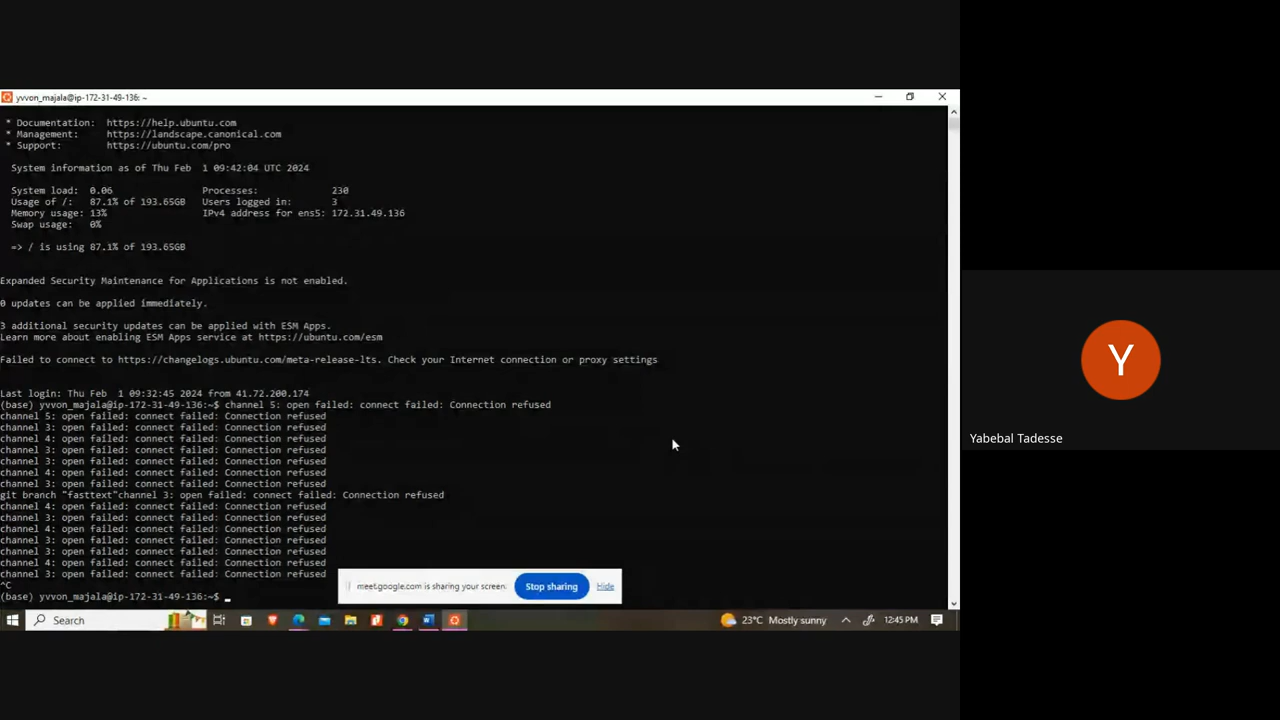 yvvon_majala@ip-172-31-49-136: ~
* Documentation: https://help.ubuntu.com
* Management: https://landscape.canonical.com
* Support: https://ubuntu.com/pro
System information as of Thu Feb 1 09:42:04 UTC 2024
System load: 0.06 Processes: 230
Usage of /: 87.1% of 193.65GB Users logged in: 3
Memory usage: 13% IPv4 address for ens5: 172.31.49.136
Swap usage: 0%
=> / is using 87.1% of 193.65GB
Expanded Security Maintenance for Applications is not enabled.
0 updates can be applied immediately.
3 additional security updates can be applied with ESM Apps.
Learn more about enabling ESM Apps service at https://ubuntu.com/esm
Failed to connect to https://changelogs.ubuntu.com/meta-release-lts. Check your Internet connection or proxy settings
Last login: Thu Feb 1 09:32:45 2024 from 41.72.200.174
(base) yvvon_majala@ip-172-31-49-136:~$ channel 5: open failed: connect failed: Connection refused
channel 5: open failed: connect failed: Connection refused
channel 3: open failed: connect failed: Connection refused
channel 4: open failed: connect failed: Connection refused
channel 3: open failed: connect failed: Connection refused
channel 3: open failed: connect failed: Connection refused
channel 4: open failed: connect failed: Connection refused
channel 3: open failed: connect failed: Connection refused
git branch "fasttext"channel 3: open failed: connect failed: Connection refused
channel 4: open failed: connect failed: Connection refused
channel 3: open failed: connect failed: Connection refused
channel 4: open failed: connect failed: Connection refused
channel 3: open failed: connect failed: Connection refused
channel 3: open failed: connect failed: Connection refused
channel 4: open failed: connect failed: Connection refused
channel 3: open failed: connect failed: Connection refused
^C
(base) yvvon_majala@ip-172-31-49-136:~$ _
meet.google.com is sharing your screen. Stop sharing Hide
Search 23°C Mostly sunny 12:45 PM
Y
Yabebal Tadesse